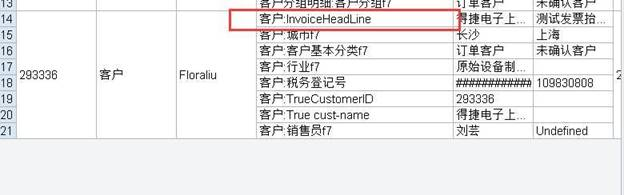 13 客户分组明细:客户分组f7 订单客户 未确认客户
14 客户:InvoiceHeadLine 得捷电子上... 测试发票抬...
15 客户:城市f7 长沙 上海
16 客户:客户基本分类f7 订单客户 未确认客户
17 客户:行业f7 原始设备制...
18 293336 客户 Floraliu 客户:税务登记号 ############ 109830808 2
19 客户:TrueCustomerID 293336
20 客户:True cust-name 得捷电子上...
21 客户:销售员f7 刘芸 Undefined